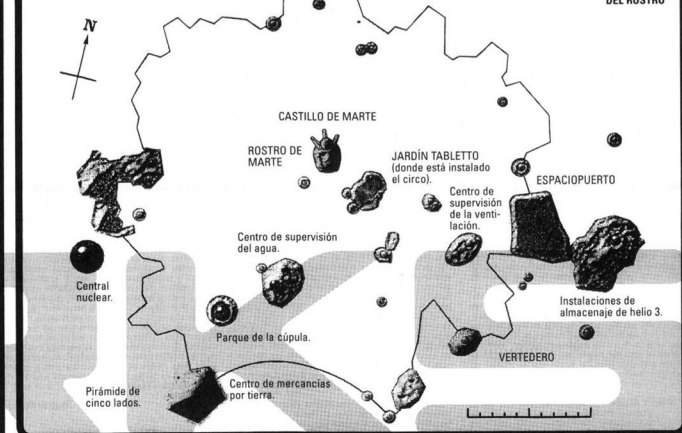 DEL ROSTRO
N
CASTILLO DE MARTE
ROSTRO DE
MARTE
JARDÍN TABLETTO
(donde está instalado
el circo).
Centro de
supervisión
de la venti-
lación.
ESPACIOPUERTO
Centro de supervisión
del agua.
Central
nuclear.
Instalaciones de
almacenaje de helio 3.
Parque de la cúpula.
VERTEDERO
Pirámide de
cinco lados.
Centro de mercancías
por tierra.